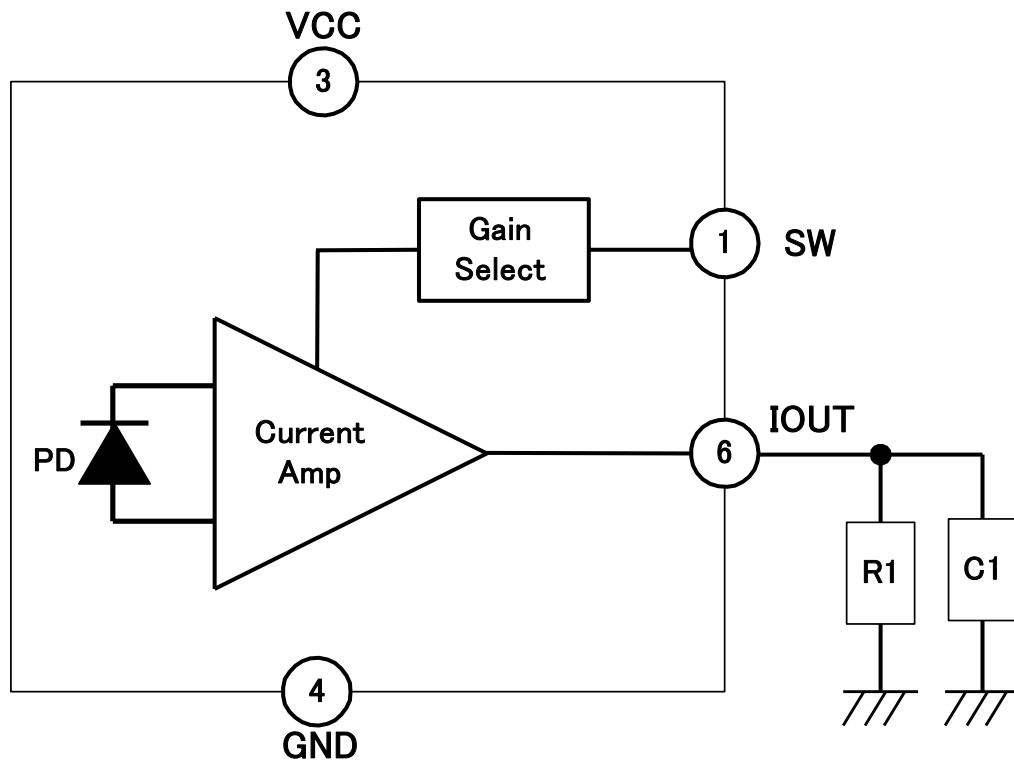 VCC
3
Gain
Select
1
SW
Current
Amp
PD
6
IOUT
R1
C1
4
GND